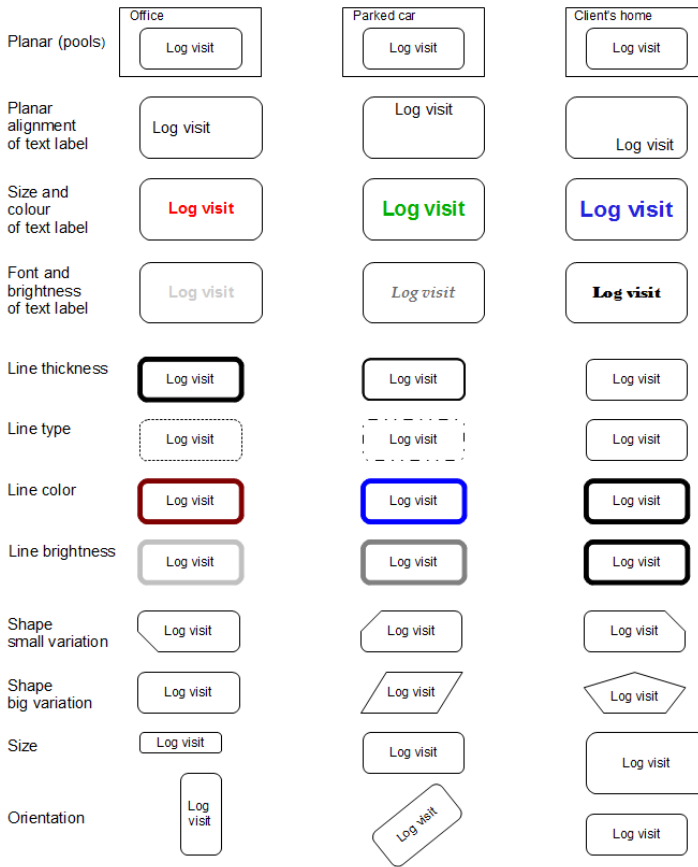 Office Parked car Client's home
Planar (pools) Log visit Log visit Log visit
Planar
alignment
of text label
Log visit Log visit Log visit
Size and
colour
of text label
Log visit Log visit Log visit
Font and
brightness
of text label
Log visit Log visit Log visit
Line thickness Log visit Log visit Log visit
Line type Log visit Log visit Log visit
Line color Log visit Log visit Log visit
Line brightness Log visit Log visit Log visit
Shape
small variation
Log visit Log visit Log visit
Shape
big variation
Log visit Log visit Log visit
Size Log visit Log visit Log visit
Orientation
Log
visit
Log visit Log visit